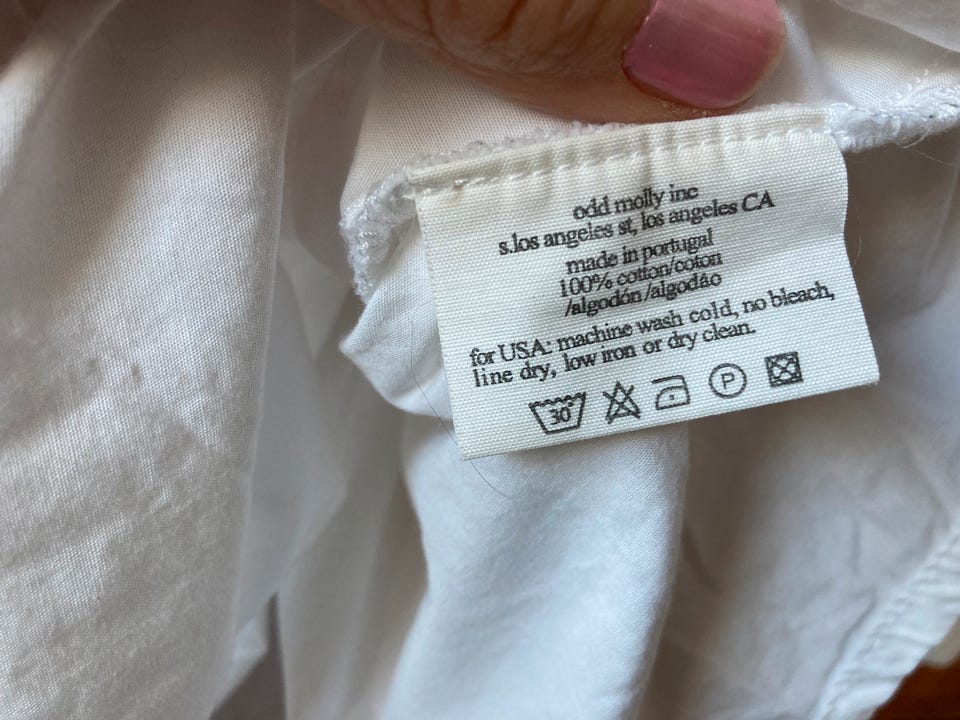 odd molly inc
s.los angeles st, los angeles CA
made in portugal
100% cotton/coton
/algodón/algodão
for USA: machine wash cold, no bleach,
line dry, low iron or dry clean.
30° P